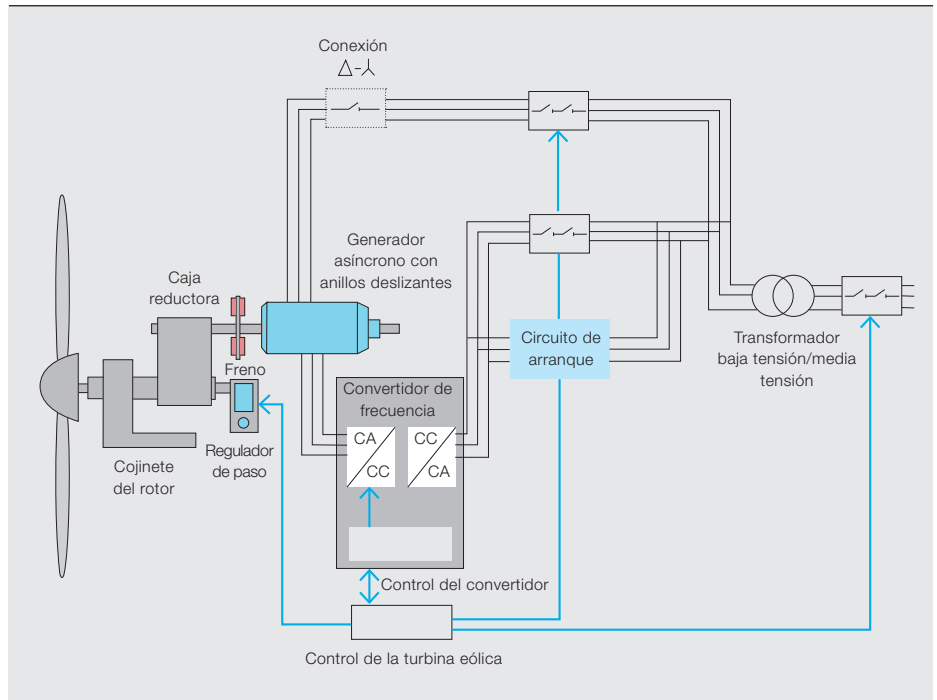 Conexión
Δ-⅄
Generador
asíncrono con
anillos deslizantes
Caja
reductora
Freno
Circuito de
arranque
Transformador
baja tensión/media
tensión
Convertidor de
frecuencia
CA
CC
CC
CA
Regulador
de paso
Cojinete
del rotor
Control del convertidor
Control de la turbina eólica